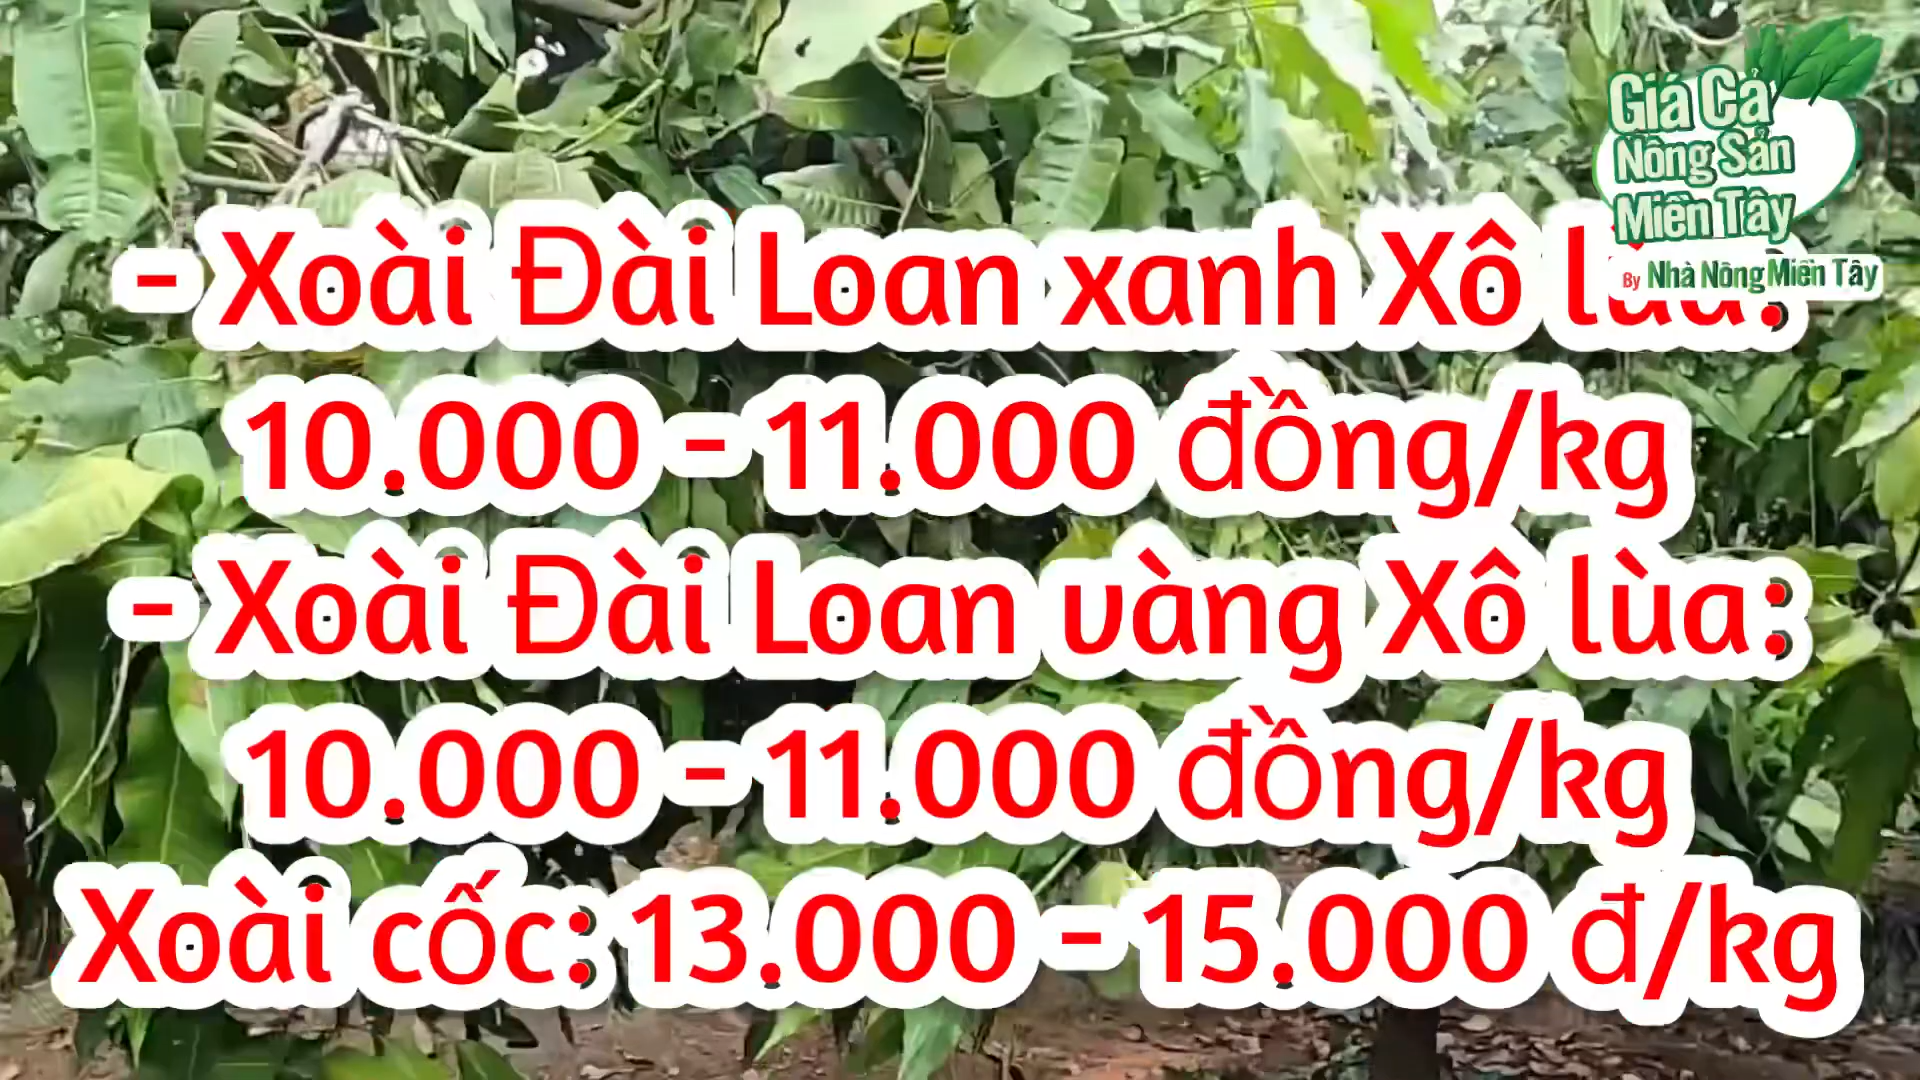 Giá Cả
Nông Sản
Miền Tây
By Nhà Nông Miền Tây
- Xoài Đài Loan xanh Xô
10.000 - 11.000 đồng/kg
- Xoài Đài Loan vàng Xô lùa:
10.000 - 11.000 đồng/kg
Xoài cốc: 13.000 - 15.000 đ/kg